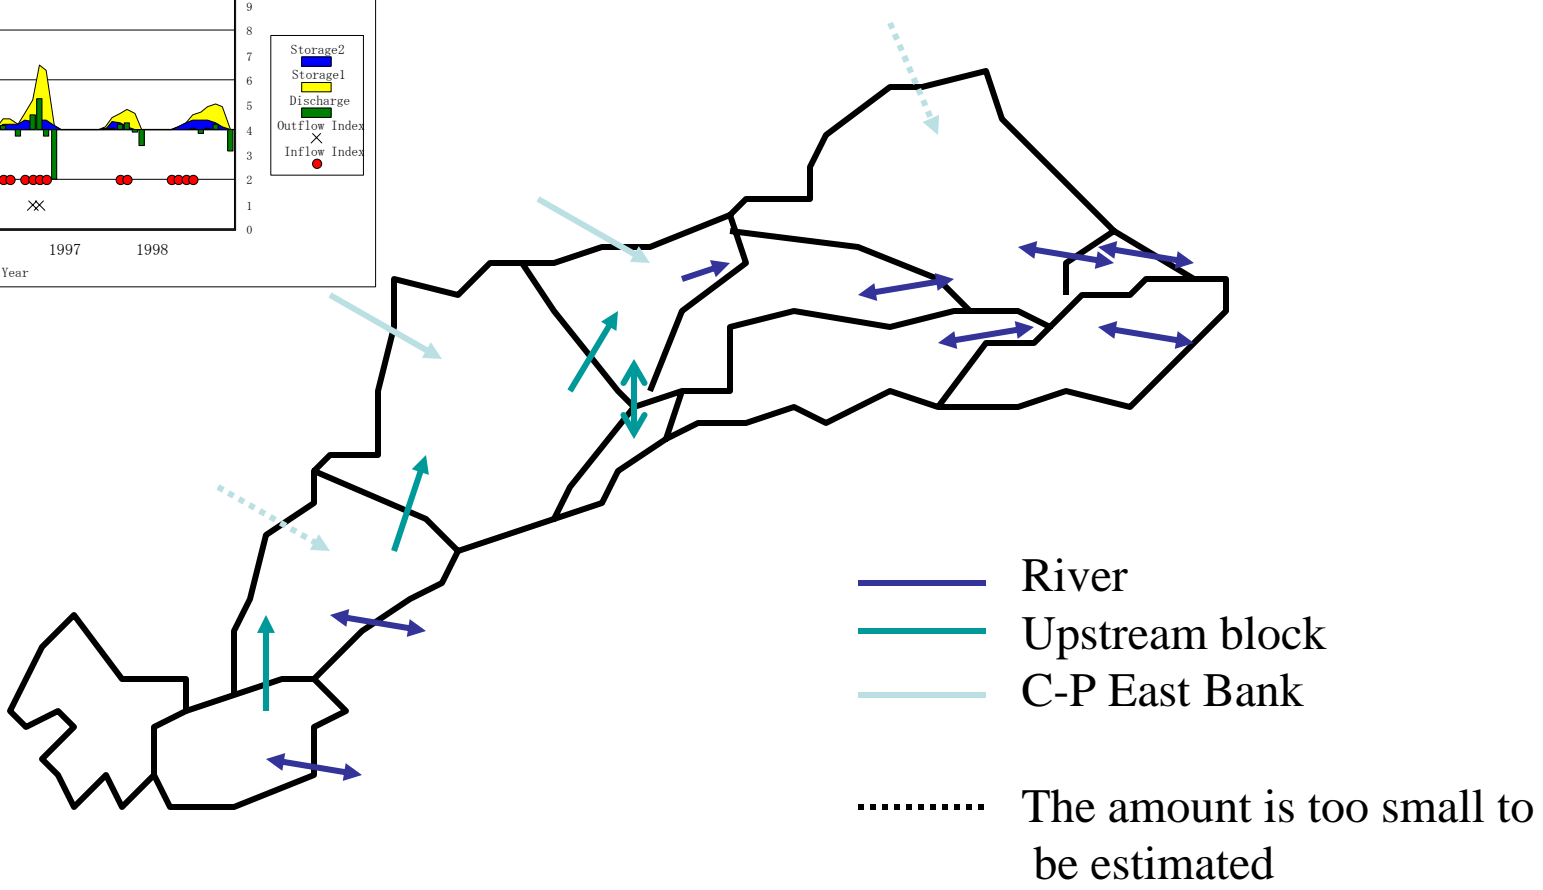 9
8
7
6
5
4
3
2
1
0
1997 1998
Year
Storage2
Storage1
Discharge
Outflow Index
Inflow Index
River
Upstream block
C-P East Bank
The amount is too small to
be estimated